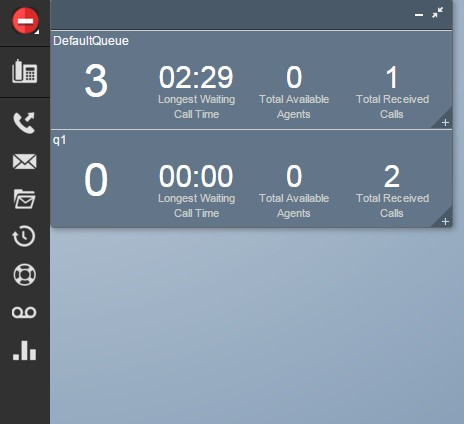 DefaultQueue
3 02:29 0 1
Longest Waiting Total Available Total Received
Call Time Agents Calls
+
q1
0 00:00 0 2
Longest Waiting Total Available Total Received
Call Time Agents Calls
+